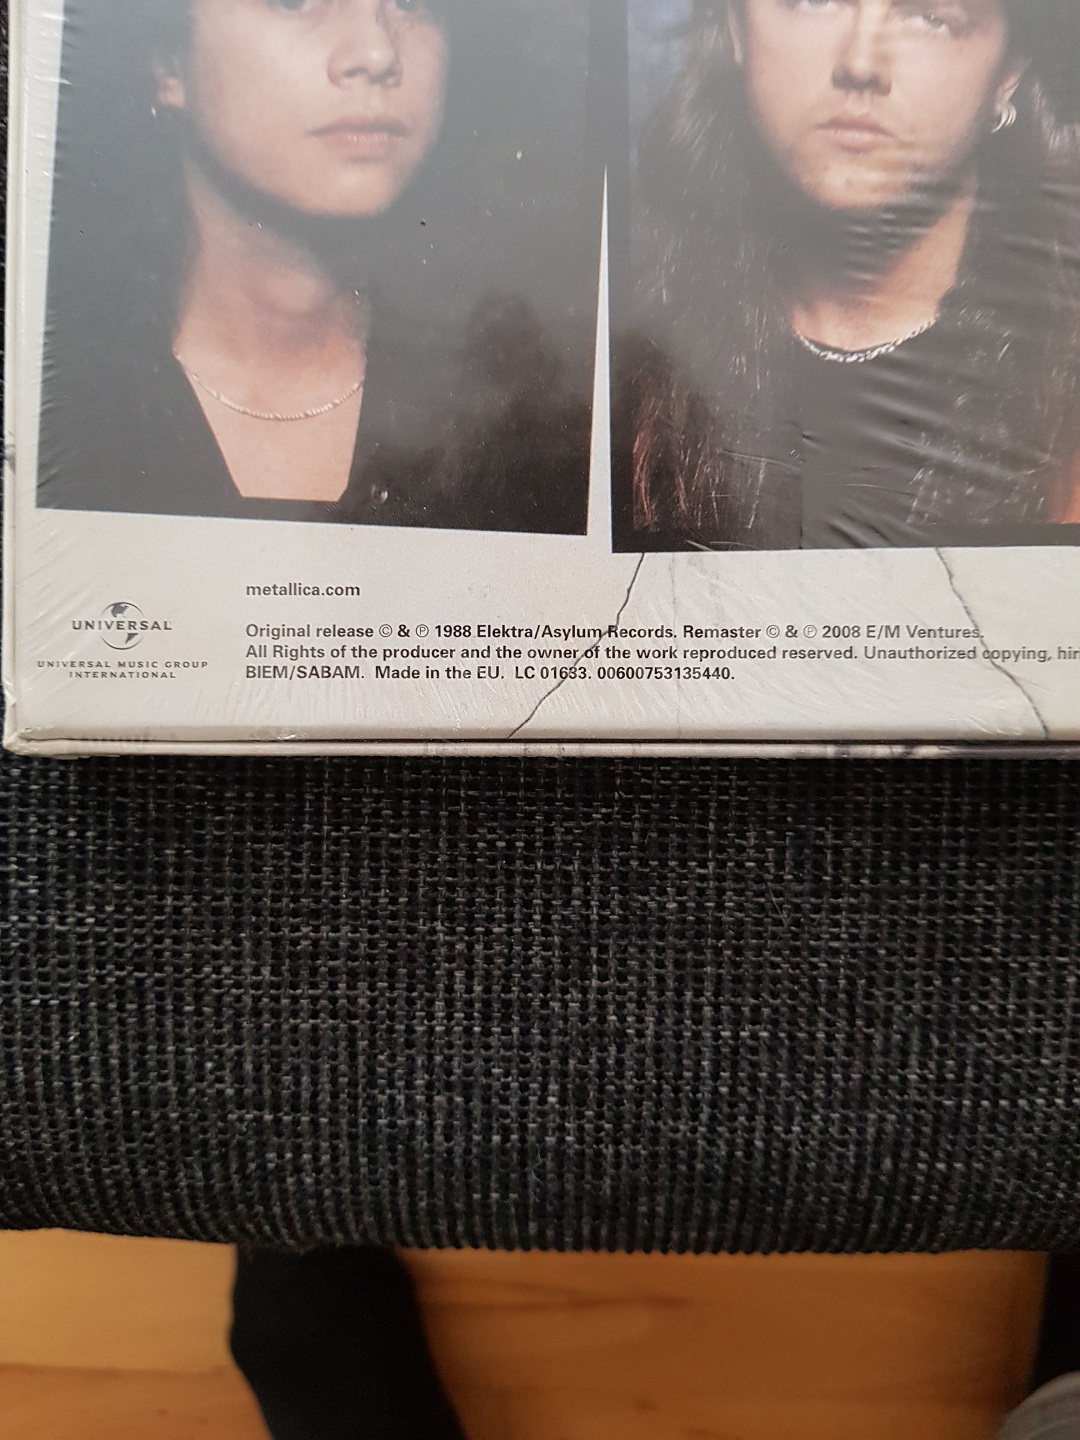 metallica.com
UNIVERSAL
UNIVERSAL MUSIC GROUP
INTERNATIONAL
Original release © & ℗ 1988 Elektra/Asylum Records. Remaster © & ℗ 2008 E/M Ventures.
All Rights of the producer and the owner of the work reproduced reserved. Unauthorized copying, hir
BIEM/SABAM. Made in the EU. LC 01633. 00600753135440.